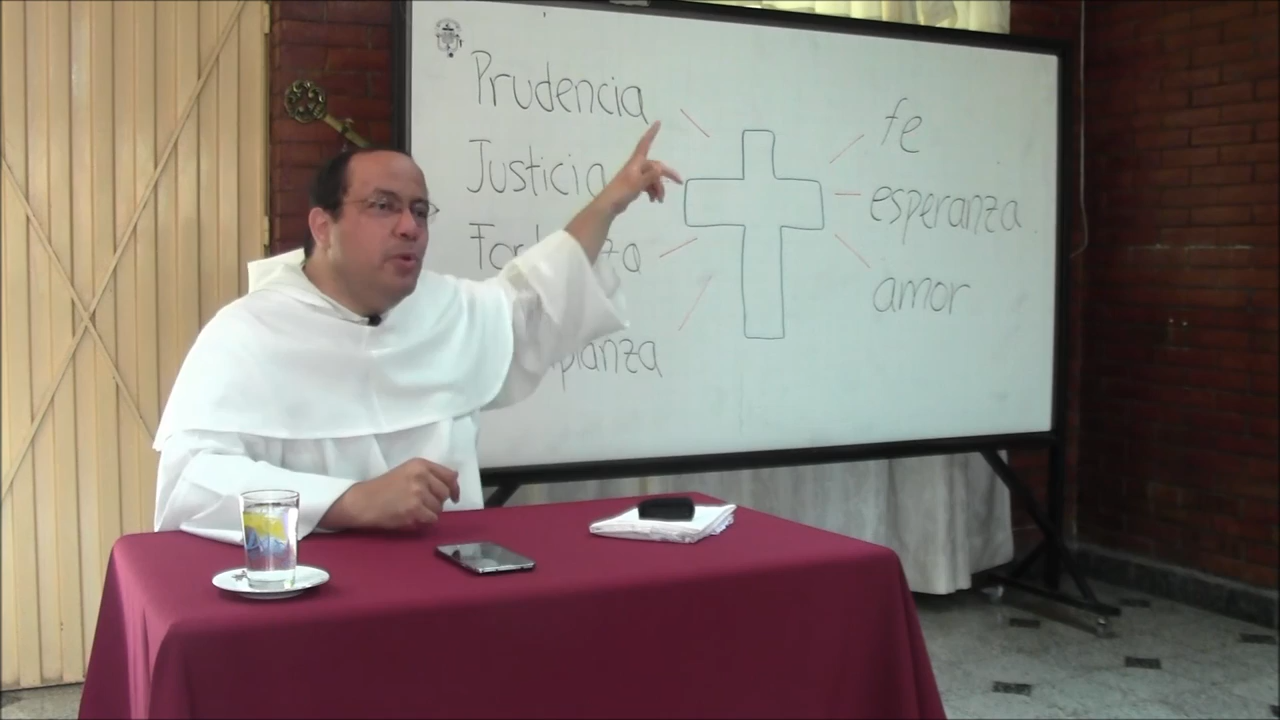 Prudencia
Justicia
fe
esperanza
amor